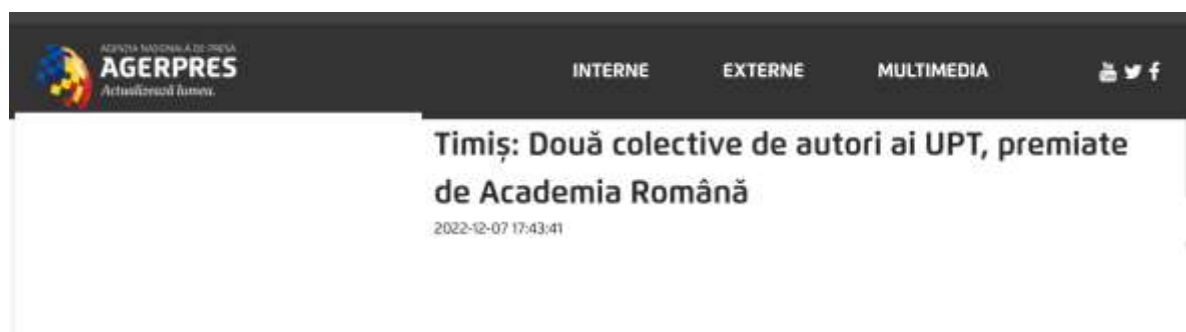 AGENȚIA NAȚIONALĂ DE PRESĂ
AGERPRES
Actualizează lumea.
INTERNE EXTERNE MULTIMEDIA
Timiș: Două colective de autori ai UPT, premiate
de Academia Română
2022-12-07 17:43:41